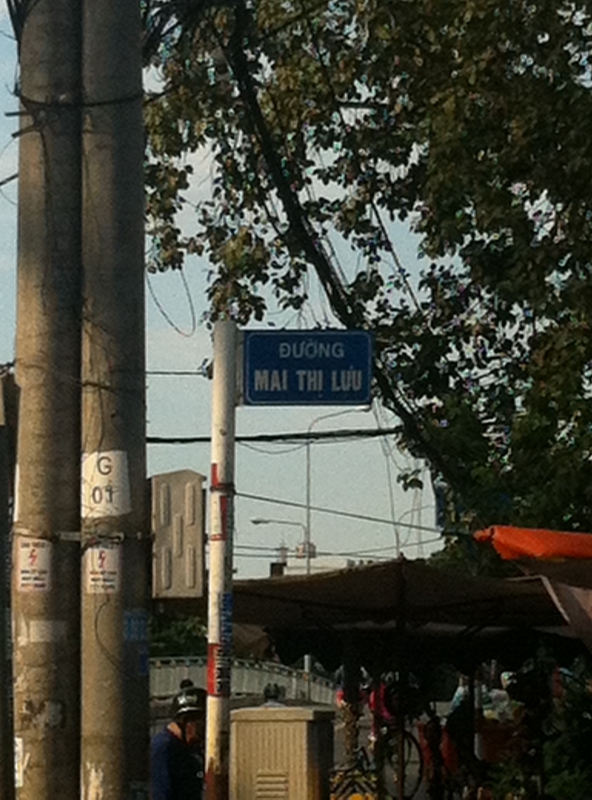 ĐƯỜNG
MAI THỊ LỰU
G
01